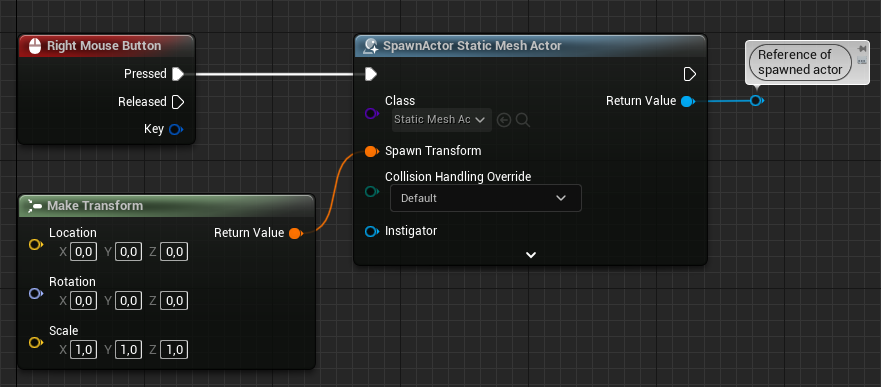 Right Mouse Button
Pressed
Released
Key
SpawnActor Static Mesh Actor
Class
Static Mesh Ac
Return Value
Spawn Transform
Collision Handling Override
Default
Instigator
Reference of
spawned actor
Make Transform
Location
X 0,0 Y 0,0 Z 0,0
Return Value
Rotation
X 0,0 Y 0,0 Z 0,0
Scale
X 1,0 Y 1,0 Z 1,0